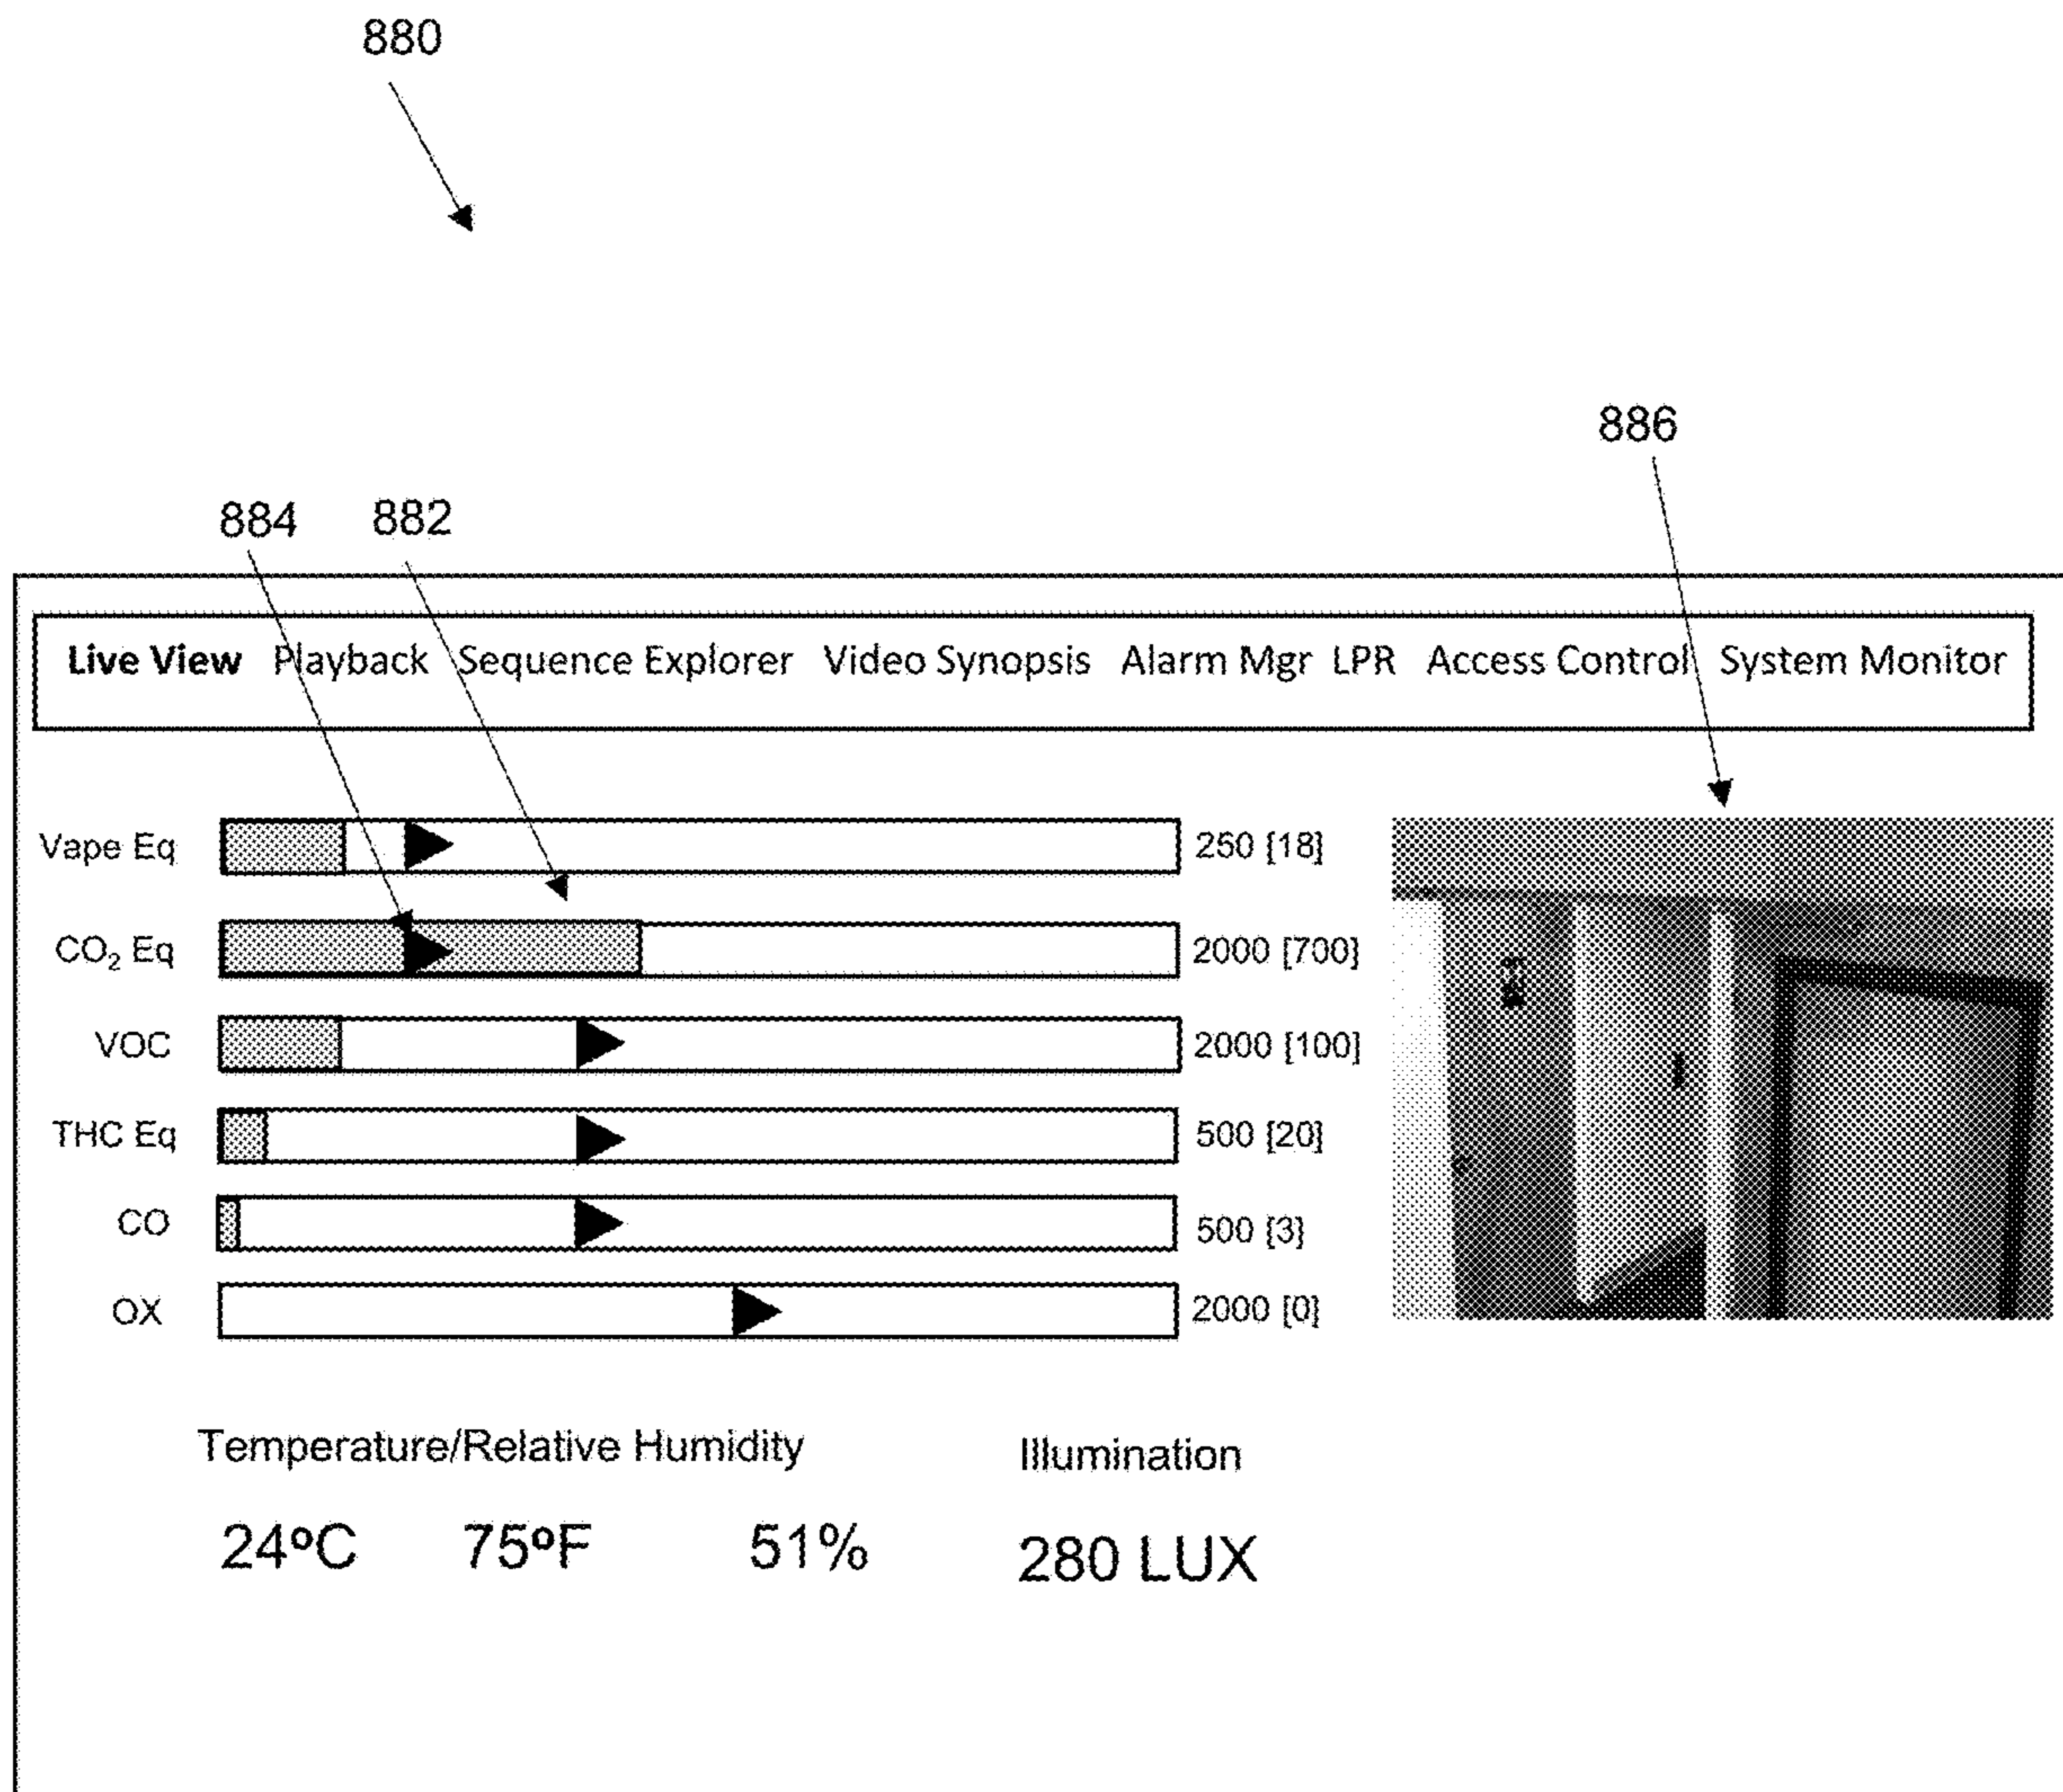 880
886
884 882
Live View Playback Sequence Explorer Video Synopsis Alarm Mgr LPR Access Control System Monitor
Vape Eq 250 [18]
CO₂ Eq 2000 [700]
VOC 2000 [100]
THC Eq 500 [20]
CO 500 [3]
OX 2000 [0]
Temperature/Relative Humidity Illumination
24ºC 75ºF 51% 280 LUX